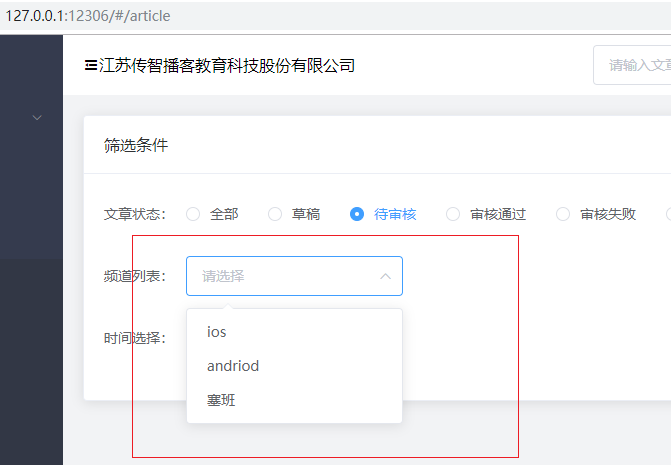 127.0.0.1:12306/#/article
江苏传智播客教育科技股份有限公司 请输入文章
筛选条件
文章状态： 全部 草稿 待审核 审核通过 审核失败
频道列表： 请选择
ios
时间选择：
andriod
塞班